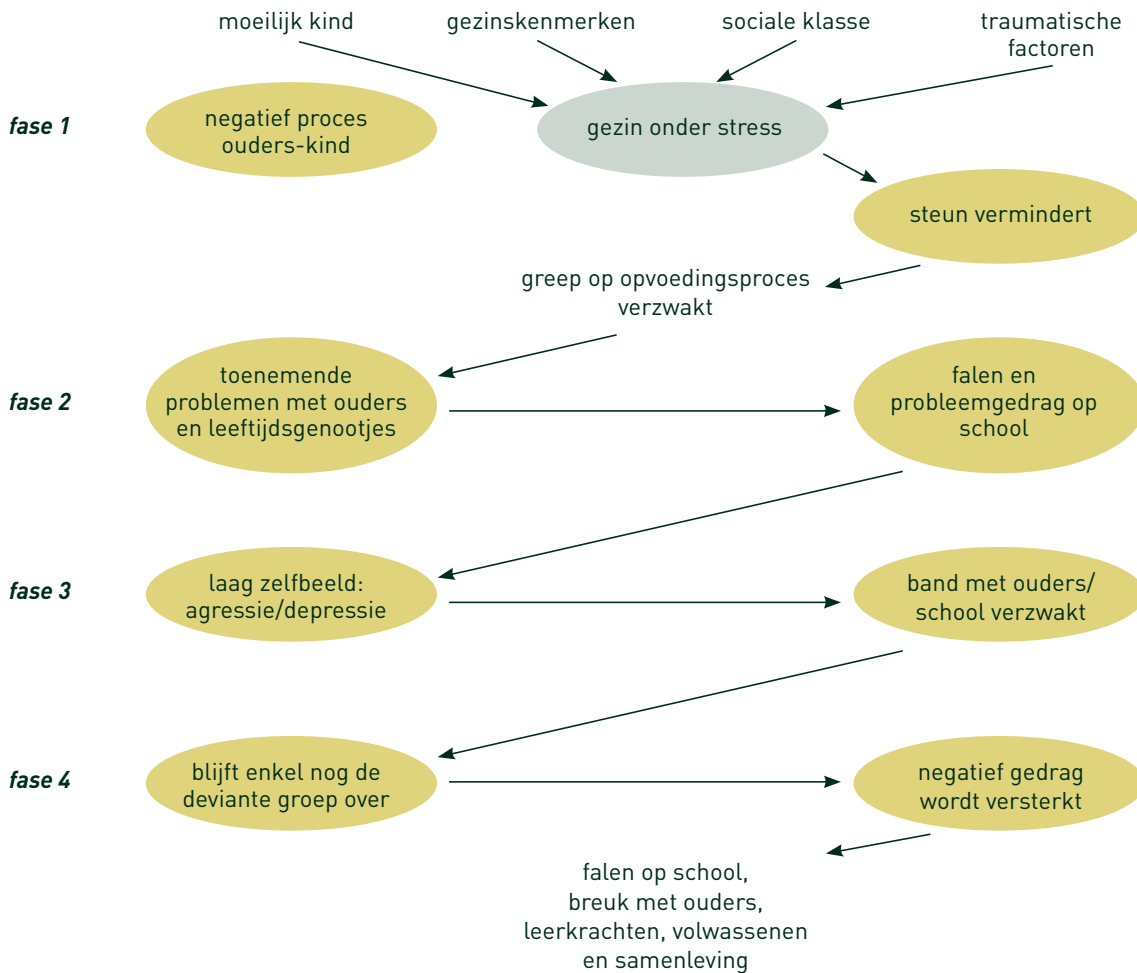 moeilijk kind
gezinskenmerken
sociale klasse
traumatische
factoren
fase 1
negatief proces
ouders-kind
gezin onder stress
steun vermindert
greep op opvoedingsproces
verzwakt
fase 2
toenemende
problemen met ouders
en leeftijdsgenootjes
falen en
probleemgedrag op
school
fase 3
laag zelfbeeld:
agressie/depressie
band met ouders/
school verzwakt
fase 4
blijft enkel nog de
deviante groep over
negatief gedrag
wordt versterkt
falen op school,
breuk met ouders,
leerkrachten, volwassenen
en samenleving